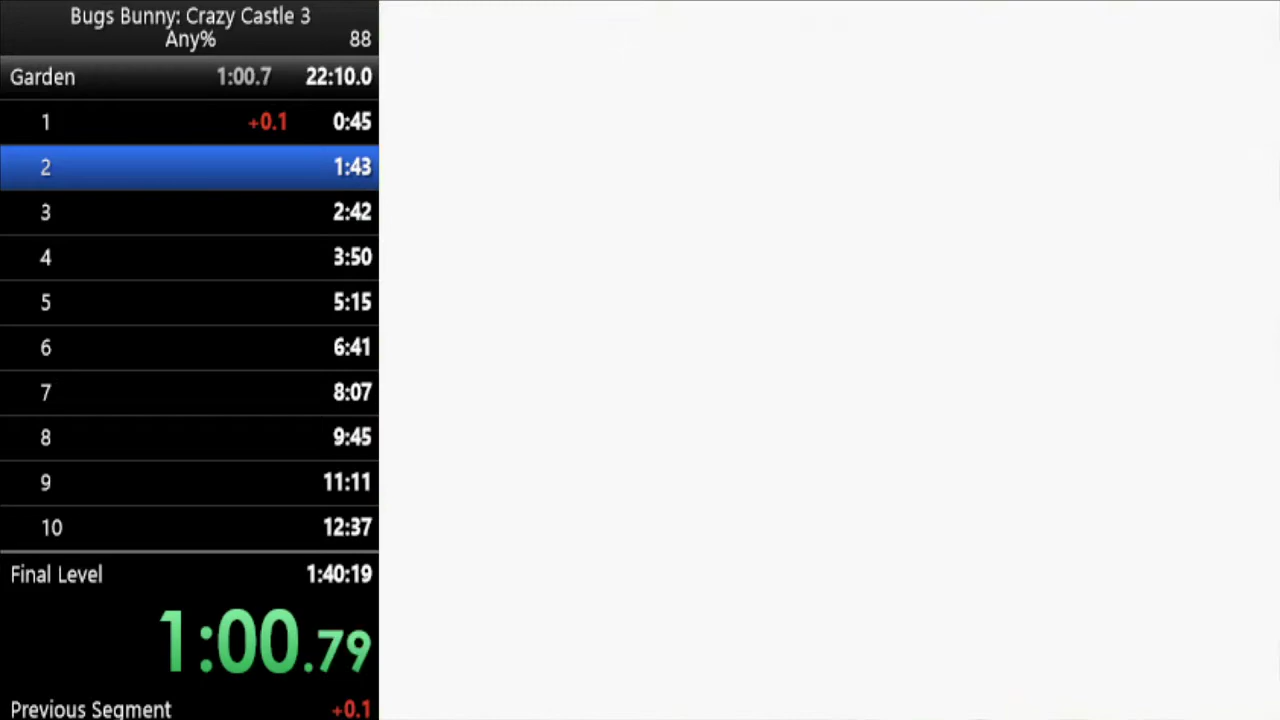 Bugs Bunny: Crazy Castle 3
Any% 88
Garden 1:00.7 22:10.0
1 +0.1 0:45
2 1:43
3 2:42
4 3:50
5 5:15
6 6:41
7 8:07
8 9:45
9 11:11
10 12:37
Final Level 1:40:19
1:00.79
Previous Segment +0.1